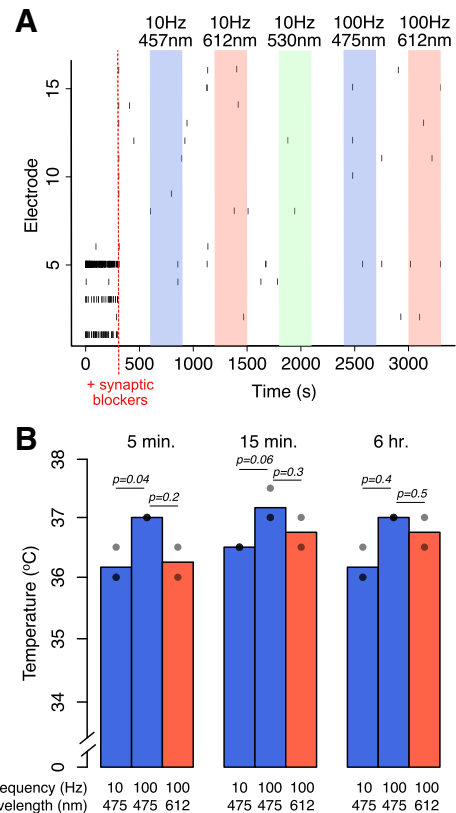 A
10Hz 10Hz 10Hz 100Hz 100Hz
457nm 612nm 530nm 475nm 612nm
Electrode
15
10
5
0 500 1000 1500 2000 2500 3000
+ synaptic
blockers
Time (s)
B
5 min. 15 min. 6 hr.
Temperature (ºC)
38
37
36
35
34
0
p=0.04
p=0.2
p=0.06
p=0.3
p=0.4
p=0.5
equency (Hz) 10 100 100 10 100 100 10 100 100
velength (nm) 475 475 612 475 475 612 475 475 612